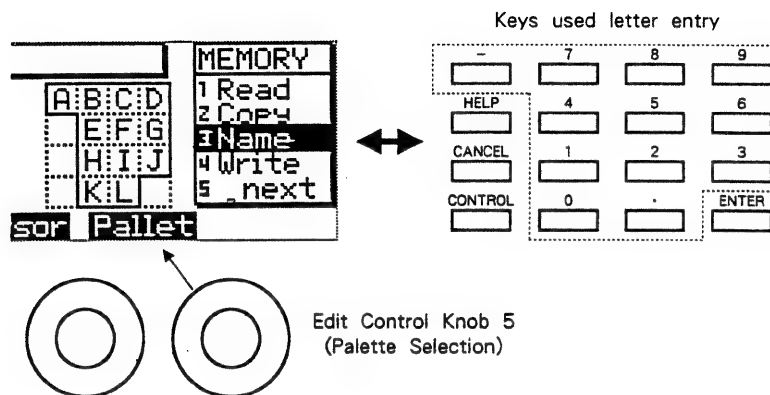 Keys used letter entry
MEMORY
1 Read
2 Copy
3 Name
4 Write
5 _next
A B C D
E F G
H I J
K L
sor Pallet
- 7 8 9
HELP 4 5 6
CANCEL 1 2 3
CONTROL 0 . ENTER
Edit Control Knob 5
(Palette Selection)